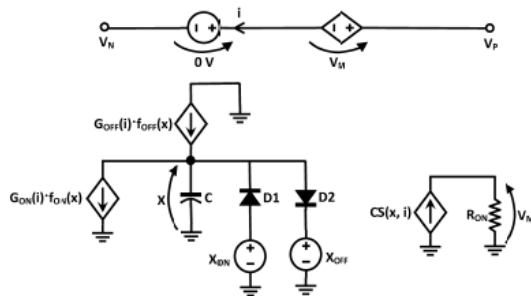 i
V_N
V_P
0 V
V_M
G_OFF(i)·f_OFF(x)
G_ON(i)·f_ON(x)
X
C
D1
D2
CS(x, i)
R_ON
V_M
X_ON
X_OFF